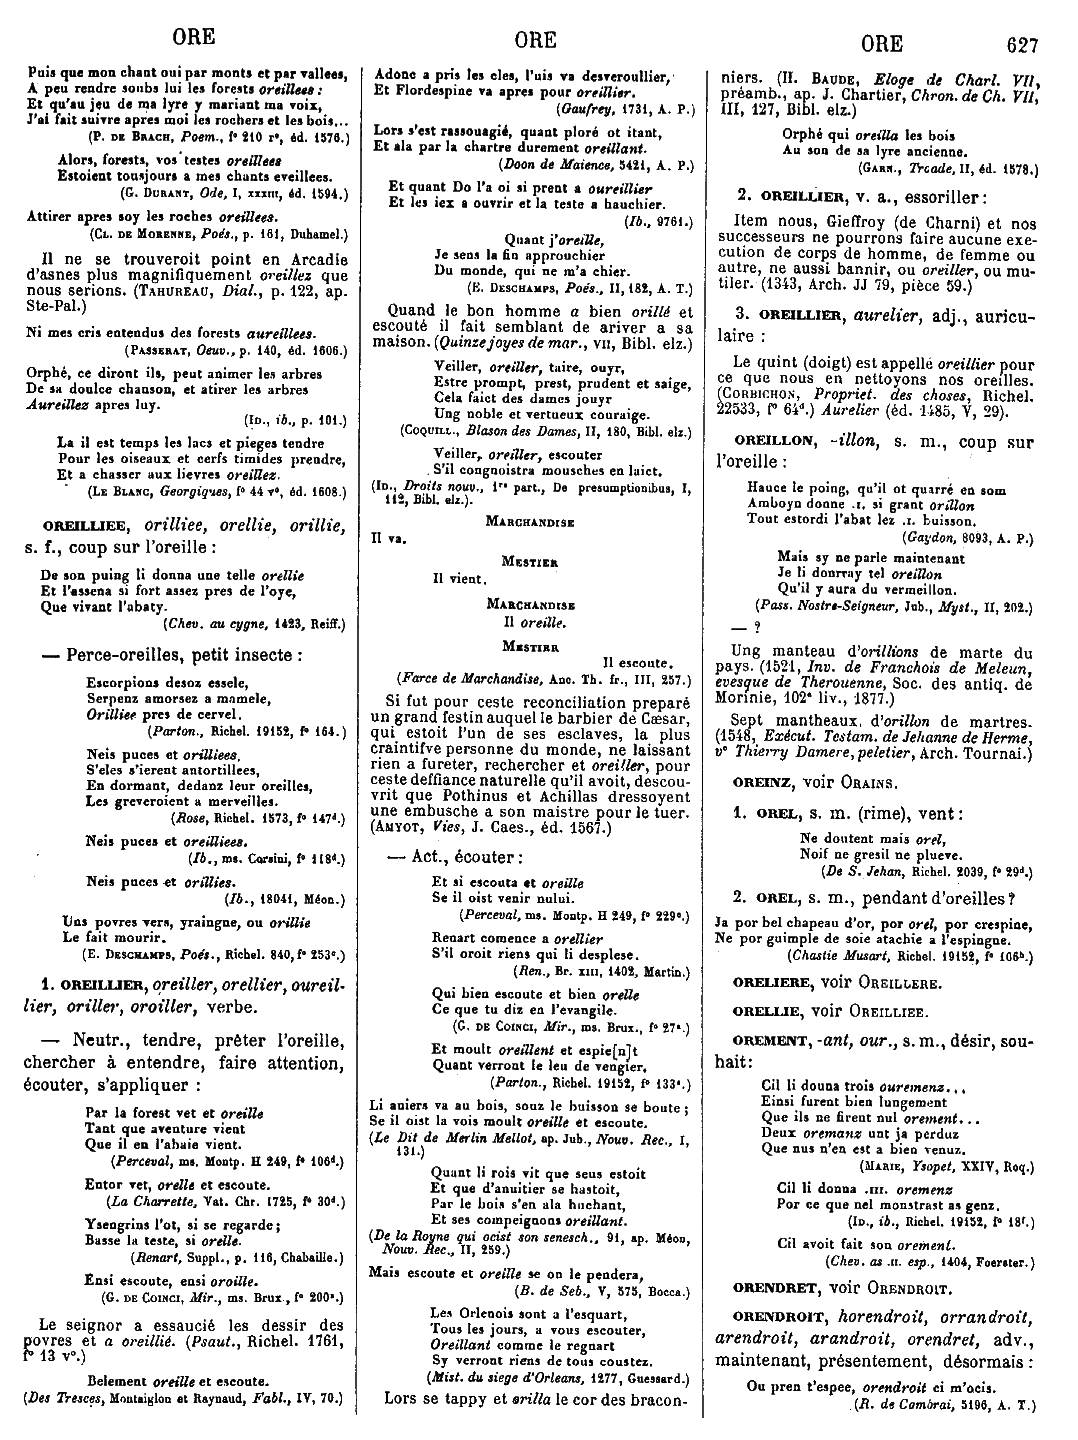 ORE
Puis que mon chant oui par monts et par vallees,
A peu rendre soubs lui les forests oreillees :
Et qu'au jeu de ma lyre y mariant ma voix,
J'ai fait suivre apres moi les rochers et les bois...
(P. DE BRACH, Poem., f° 210 r°, éd. 1576.)
Alors, forests, vos testes oreillees
Estoient tousjours a mes chants eveillees.
(G. DURANT, Ode, I, XXXIII, éd. 1594.)
Attirer apres soy les roches oreillees.
(CL. DE MORENNE, Poés., p. 161, Duhamel.)
Il ne se trouveroit point en Arcadie
d'asnes plus magnifiquement oreillez que
nous serions. (TAHUREAU, Dial., p. 122, ap.
Ste-Pal.)
Ni mes cris entendus des forests aureillees.
(PASSERAT, Oeuv., p. 140, éd. 1606.)
Orphé, ce diront ils, peut animer les arbres
De sa doulce chanson, et atirer les arbres
Aureillez apres luy.
(ID., ib., p. 101.)
La il est temps les lacs et pieges tendre
Pour les oiseaux et cerfs timides prendre,
Et a chasser aux lievres oreillez.
(LE BLANC, Georgiques, f° 44 v°, éd. 1608.)
OREILLIEE, orilliee, orellie, orillie,
s. f., coup sur l'oreille :
De son puing li donna une telle orellie
Et l'assena si fort assez pres de l'oye,
Que vivant l'abaty.
(Chev. au cygne, 1423, Reiff.)
— Perce-oreilles, petit insecte :
Escorpions desoz essele,
Serpenz amorsez a mamele,
Orilliee pres de cervel.
(Parton., Richel. 19152, f° 164.)
Neis puces et orilliees,
S'eles s'ierent antortillees,
En dormant, dedanz leur oreilles,
Les greveroient a merveilles.
(Rose, Richel. 1573, f° 147d.)
Neis puces et oreilliees.
(Ib., ms. Corsini, f° 118d.)
Neis puces et orillies.
(Ib., 18041, Méon.)
Uns povres vers, yraingne, ou orillie
Le fait mourir.
(E. DESCHAMPS, Poés., Richel. 840, f° 253c.)
1. OREILLIER, oreiller, orellier, oureil-
lier, oriller, oroiller, verbe.
— Neutr., tendre, prêter l'oreille,
chercher à entendre, faire attention,
écouter, s'appliquer :
Par la forest vet et oreille
Tant que aventure vient
Que il en l'abaie vient.
(Perceval, ms. Montp. H 249, f° 106d.)
Entor vet, orelle et escoute.
(La Charrette, Vat. Chr. 1725, f° 30d.)
Ysengrins l'ot, si se regarde ;
Basse la teste, si orelle.
(Renart, Suppl., p. 116, Chabaille.)
Ensi escoute, ensi oroille.
(G. DE COINCI, Mir., ms. Brux., f° 200a.)
Le seignor a essaucié les dessir des
povres et a oreillié. (Psaut., Richel. 1761,
f° 13 v°.)
Belement oreille et escoute.
(Des Tresces, Montaiglon et Raynaud, Fabl., IV, 70.)
ORE
Adonc a pris les cles, l'uis va desveroullier,
Et Flordespine va apres pour oreillier.
(Gaufrey, 1731, A. P.)
Lors s'est rassouagié, quant ploré ot itant,
Et ala par la chartre durement oreillant.
(Doon de Maience, 5421, A. P.)
Et quant Do l'a oi si prent a oureillier
Et les iex a ouvrir et la teste a hauchier.
(Ib., 9761.)
Quant j'oreille,
Je sens la fin approuchier
Du monde, qui ne m'a chier.
(E. DESCHAMPS, Poés., II, 182, A. T.)
Quand le bon homme a bien orillé et
escouté il fait semblant de ariver a sa
maison. (Quinze joyes de mar., VII, Bibl. elz.)
Veiller, oreiller, taire, ouyr,
Estre prompt, prest, prudent et saige,
Cela faict des dames jouyr
Ung noble et vertueux couraige.
(COQUILL., Blason des Dames, II, 180, Bibl. elz.)
Veiller, oreiller, escouter
S'il congnoistra mousches en laict.
(ID., Droits nouv., 1re part., De presumptionibus, I,
112, Bibl. elz.).
MARCHANDISE
Il va.
MESTIER
Il vient.
MARCHANDISE
Il oreille.
MESTIER
Il escoute.
(Farce de Marchandise, Anc. Th. fr., III, 257.)
Si fut pour ceste reconciliation preparé
un grand festin auquel le barbier de Cæsar,
qui estoit l'un de ses esclaves, la plus
craintifve personne du monde, ne laissant
rien a fureter, rechercher et oreiller, pour
ceste deffiance naturelle qu'il avoit, descou-
vrit que Pothinus et Achillas dressoyent
une embusche a son maistre pour le tuer.
(AMYOT, Vies, J. Caes., éd. 1567.)
— Act., écouter :
Et si escouta et oreille
Se il oist venir nului.
(Perceval, ms. Montp. H 249, f° 229c.)
Renart comence a orellier
S'il oroit riens qui li desplese.
(Ren., Br. XIII, 1402, Martin.)
Qui bien escoute et bien orelle
Ce que tu diz en l'evangile.
(G. DE COINCI, Mir., ms. Brux., f° 27a.)
Et moult oreillent et espie[n]t
Quant verront le leu de vengier.
(Parton., Richel. 19152, f° 133a.)
Li asniers va au bois, souz le buisson se boute ;
Se il oist la vois moult oreille et escoute.
(Le Dit de Merlin Mellot, ap. Jub., Nouv. Rec., I,
131.)
Quant li rois vit que seus estoit
Et que d'anuitier se hastoit,
Par le bois s'en ala huchant,
Et ses compeignons oreillant.
(De la Royne qui ocist son senesch., 91, ap. Méon,
Nouv. Rec., II, 259.)
Mais escoute et oreille se on le pendera,
(B. de Seb., V, 575, Bocca.)
Les Orlenois sont a l'esquart,
Tous les jours, a vous escouter,
Oreillant comme le regnart
Sy verront riens de tous coustez.
(Mist. du siege d'Orleans, 1277, Guessard.)
Lors se tappy et orilla le cor des bracon-
ORE 627
niers. (H. BAUDE, Eloge de Charl. VII,
préamb., ap. J. Chartier, Chron. de Ch. VII,
III, 127, Bibl. elz.)
Orphé qui oreilla les bois
Au son de sa lyre ancienne.
(GARN., Troade, II, éd. 1578.)
2. OREILLIER, v. a., essoriller :
Item nous, Gieffroy (de Charni) et nos
successeurs ne pourrons faire aucune exe-
cution de corps de homme, de femme ou
autre, ne aussi bannir, ou oreiller, ou mu-
tiler. (1343, Arch. JJ 79, pièce 59.)
3. OREILLIER, aurelier, adj., auricu-
laire :
Le quint (doigt) est appellé oreillier pour
ce que nous en nettoyons nos oreilles.
(CORBICHON, Propriet. des choses, Richel.
22533, f° 64d.) Aurelier (éd. 1485, V, 29).
OREILLON, -illon, s. m., coup sur
l'oreille :
Hauce le poing, qu'il ot quarré en som
Amboyn donne .I. si grant orillon
Tout estordi l'abat lez .I. buisson.
(Gaydon, 8093, A. P.)
Mais sy ne parle maintenant
Je li donrray tel oreillon
Qu'il y aura du vermeillon.
(Pass. Nostre-Seigneur, Jub., Myst., II, 202.)
— ?
Ung manteau d'orillions de marte du
pays. (1521, Inv. de Franchois de Meleun,
evesque de Therouenne, Soc. des antiq. de
Morinie, 102e liv., 1877.)
Sept mantheaux d'orillon de martres.
(1548, Exécut. Testam. de Jehanne de Herme,
ve Thierry Damere, peletier, Arch. Tournai.)
OREINZ, voir ORAINS.
1. OREL, s. m. (rime), vent :
Ne doutent mais orel,
Noif ne gresil ne plueve.
(De S. Jehan, Richel. 2039, f° 29d.)
2. OREL, s. m., pendant d'oreilles ?
Ja por bel chapeau d'or, por orel, por crespine,
Ne por guimple de soie atachie a l'espingne.
(Chastie Musart, Richel. 19152, f° 106b.)
ORELIERE, voir OREILLERE.
ORELLIE, voir OREILLIEE.
OREMENT, -ant, our., s. m., désir, sou-
hait :
Cil li douna trois ouremenz...
Einsi furent bien lungement
Que ils ne firent nul orement...
Deux oremanz unt ja perduz
Que nus n'en est a bien venuz.
(MARIE, Ysopet, XXIV, Roq.)
Cil li donna .III. oremenz
Por ce que nel monstrast as genz.
(ID., ib., Richel. 19152, f° 18f.)
Cil avoit fait son orement.
(Chev. as .II. esp., 1404, Foerster.)
ORENDRET, voir ORENDROIT.
ORENDROIT, horendroit, orrandroit,
arendroit, arandroit, orendret, adv.,
maintenant, présentement, désormais :
Ou pren t'espee, orendroit ci m'ocis.
(R. de Cambrai, 5196, A. T.)